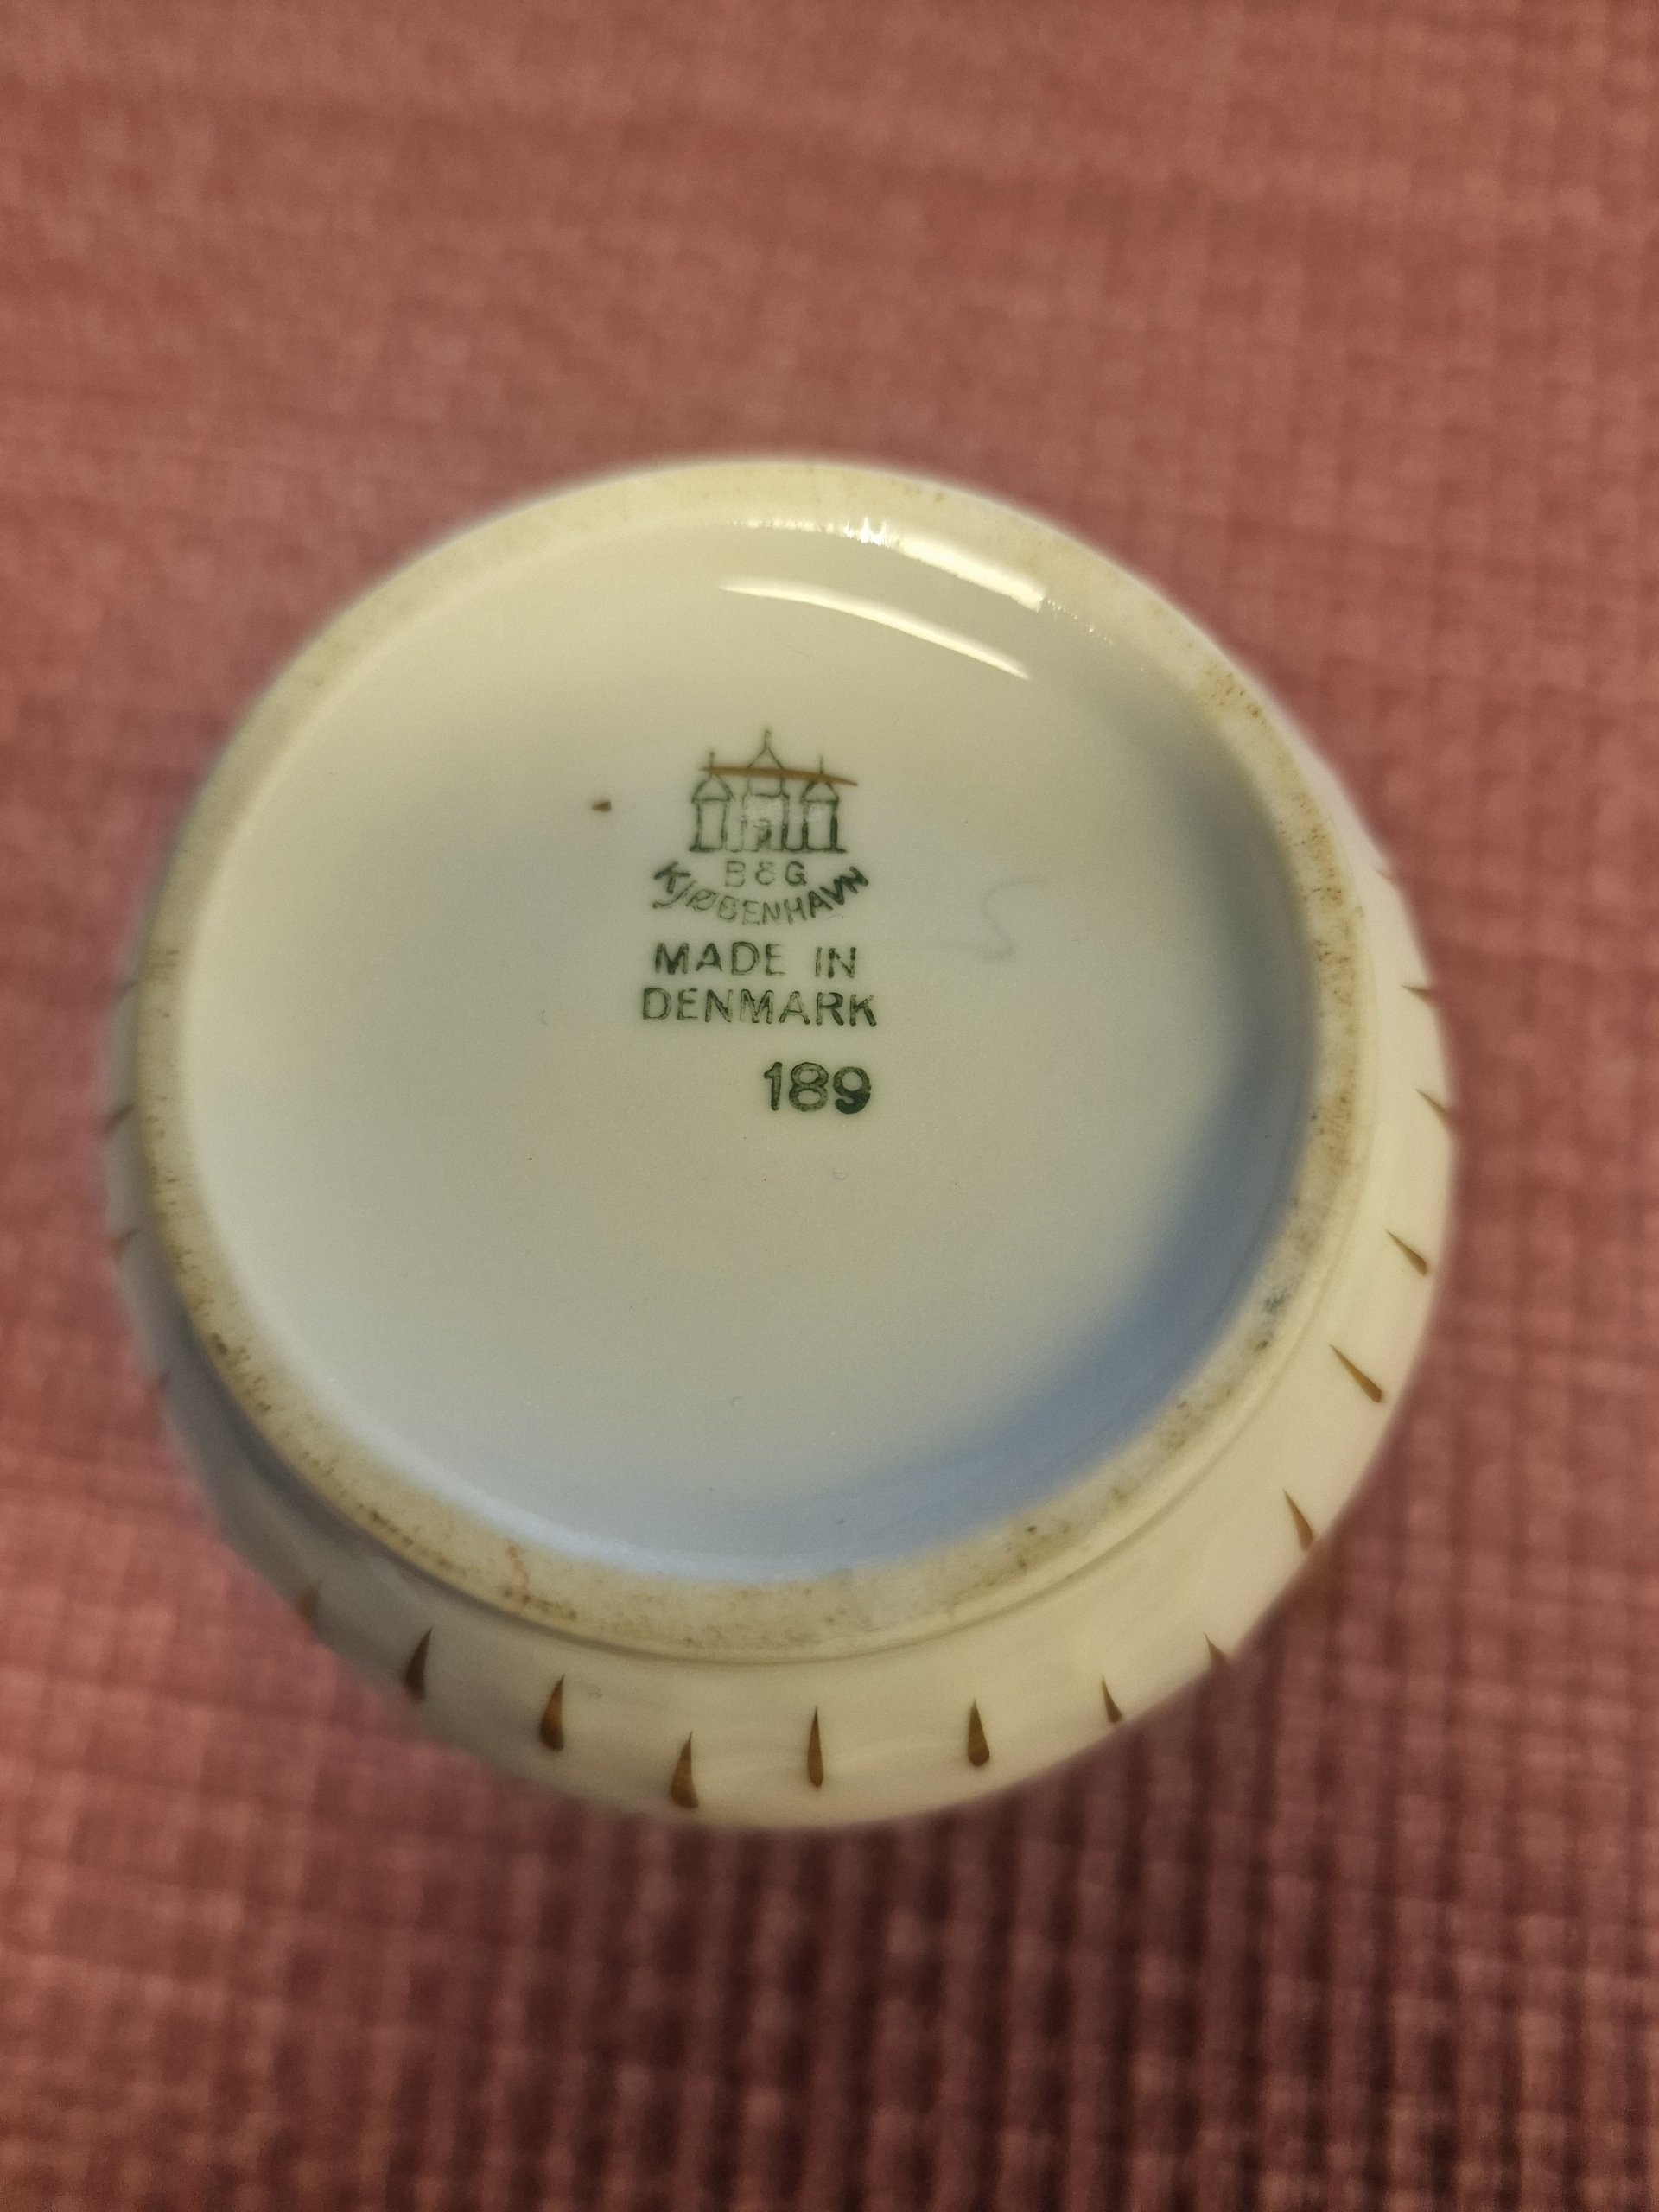 B&G
KJØBENHAVN
MADE IN
DENMARK
189